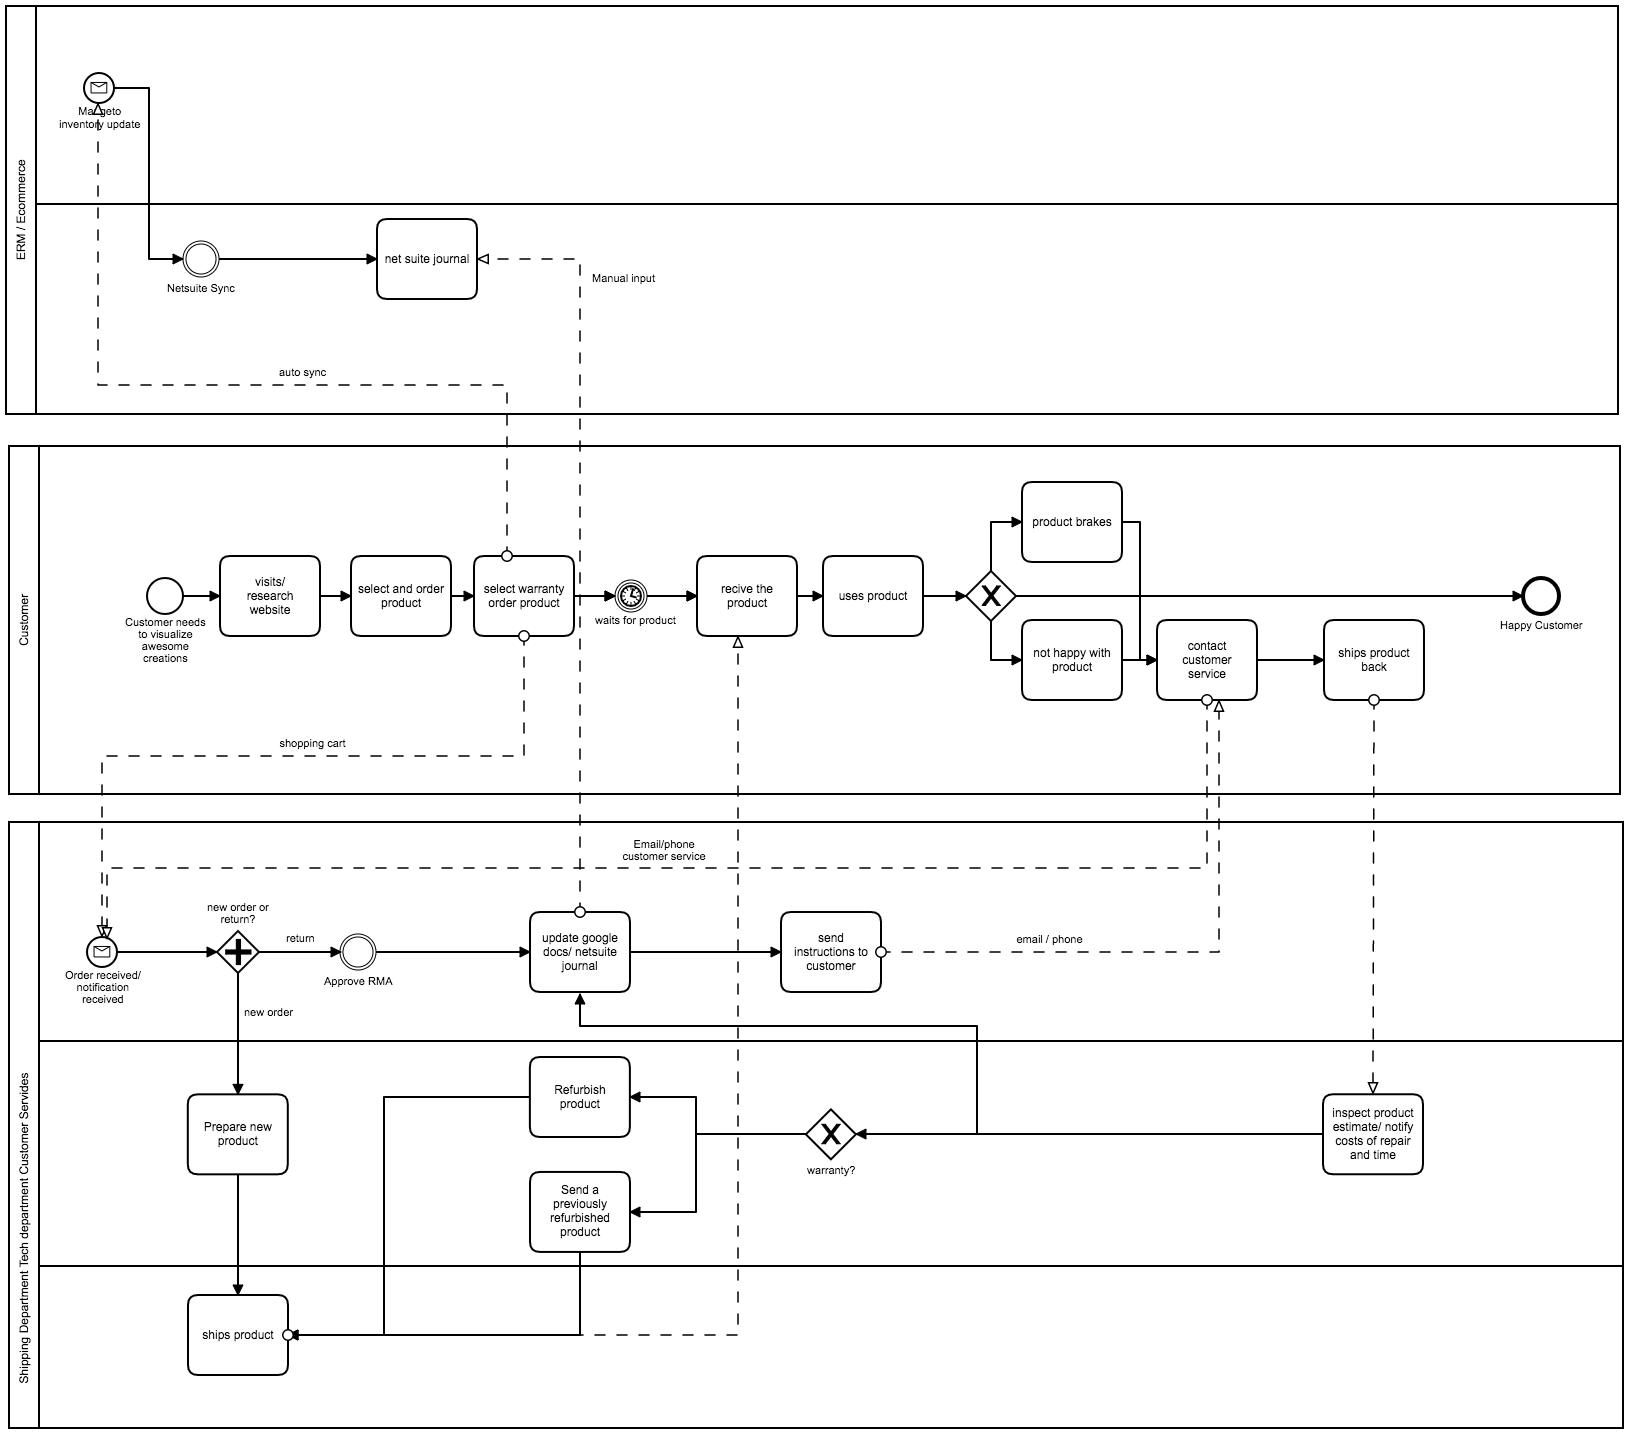 ERM / Ecommerce
Mangeto
inventory update
Netsuite Sync
net suite journal
Manual input
auto sync
Customer
Customer needs
to visualize
awesome
creations
visits/
research
website
select and order
product
select warranty
order product
waits for product
recive the
product
uses product
X
product brakes
not happy with
product
contact
customer
service
ships product
back
Happy Customer
shopping cart
Shipping Department Tech department Customer Servides
Email/phone
customer service
Order received/
notification
received
new order or
return?
return
new order
Approve RMA
update google
docs/ netsuite
journal
send
instructions to
customer
email / phone
Prepare new
product
Refurbish
product
Send a
previously
refurbished
product
X
warranty?
inspect product
estimate/ notify
costs of repair
and time
ships product